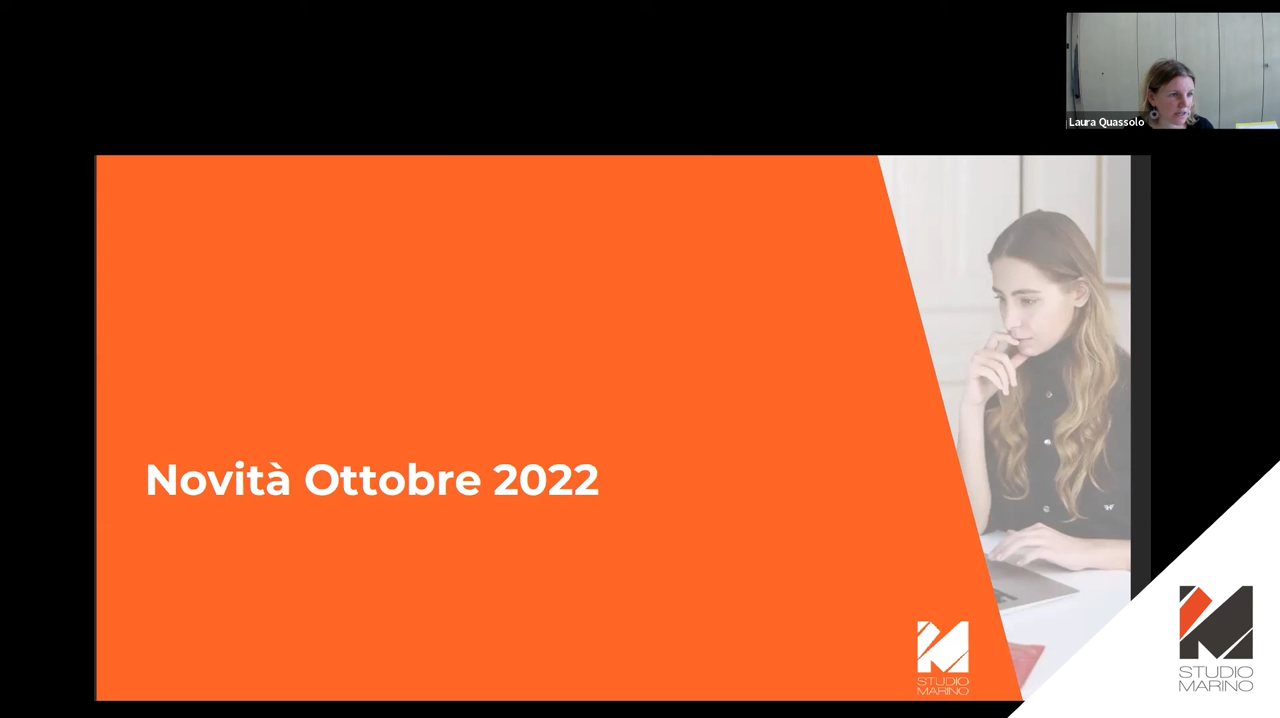 Laura Quassolo
Novità Ottobre 2022
STUDIO
MARINO
STUDIO
MARINO